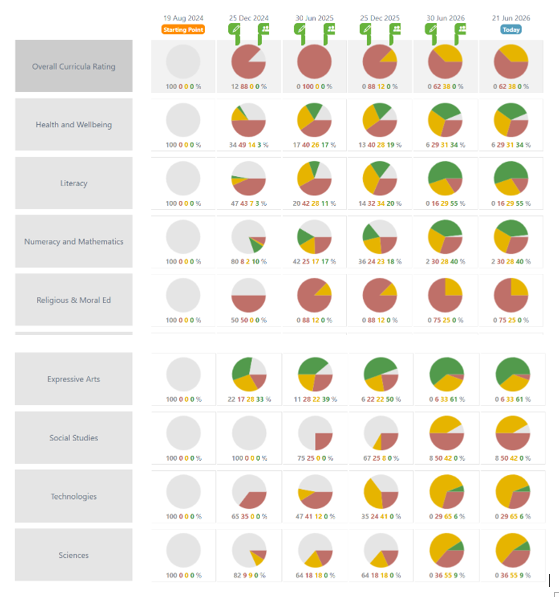 19 Aug 2024 25 Dec 2024 30 Jun 2025 25 Dec 2025 30 Jun 2026 21 Jun 2026
Starting Point Today
Overall Curricula Rating
100 0 0 0 % 12 88 0 0 % 0 100 0 0 % 0 88 12 0 % 0 62 38 0 % 0 62 38 0 %
Health and Wellbeing
100 0 0 0 % 34 49 14 3 % 17 40 26 17 % 13 40 28 19 % 6 29 31 34 % 6 29 31 34 %
Literacy
100 0 0 0 % 47 43 7 3 % 20 42 28 11 % 14 32 34 20 % 0 16 29 55 % 0 16 29 55 %
Numeracy and Mathematics
100 0 0 0 % 80 8 2 10 % 42 25 17 17 % 36 24 23 18 % 2 30 28 40 % 2 30 28 40 %
Religious & Moral Ed
100 0 0 0 % 50 50 0 0 % 0 88 12 0 % 0 88 12 0 % 0 75 25 0 % 0 75 25 0 %
Expressive Arts
100 0 0 0 % 22 17 28 33 % 11 28 22 39 % 6 22 22 50 % 0 6 33 61 % 0 6 33 61 %
Social Studies
100 0 0 0 % 100 0 0 0 % 75 25 0 0 % 67 25 8 0 % 8 50 42 0 % 8 50 42 0 %
Technologies
100 0 0 0 % 65 35 0 0 % 47 41 12 0 % 35 24 41 0 % 0 29 65 6 % 0 29 65 6 %
Sciences
100 0 0 0 % 82 9 9 0 % 64 18 18 0 % 64 18 18 0 % 0 36 55 9 % 0 36 55 9 %